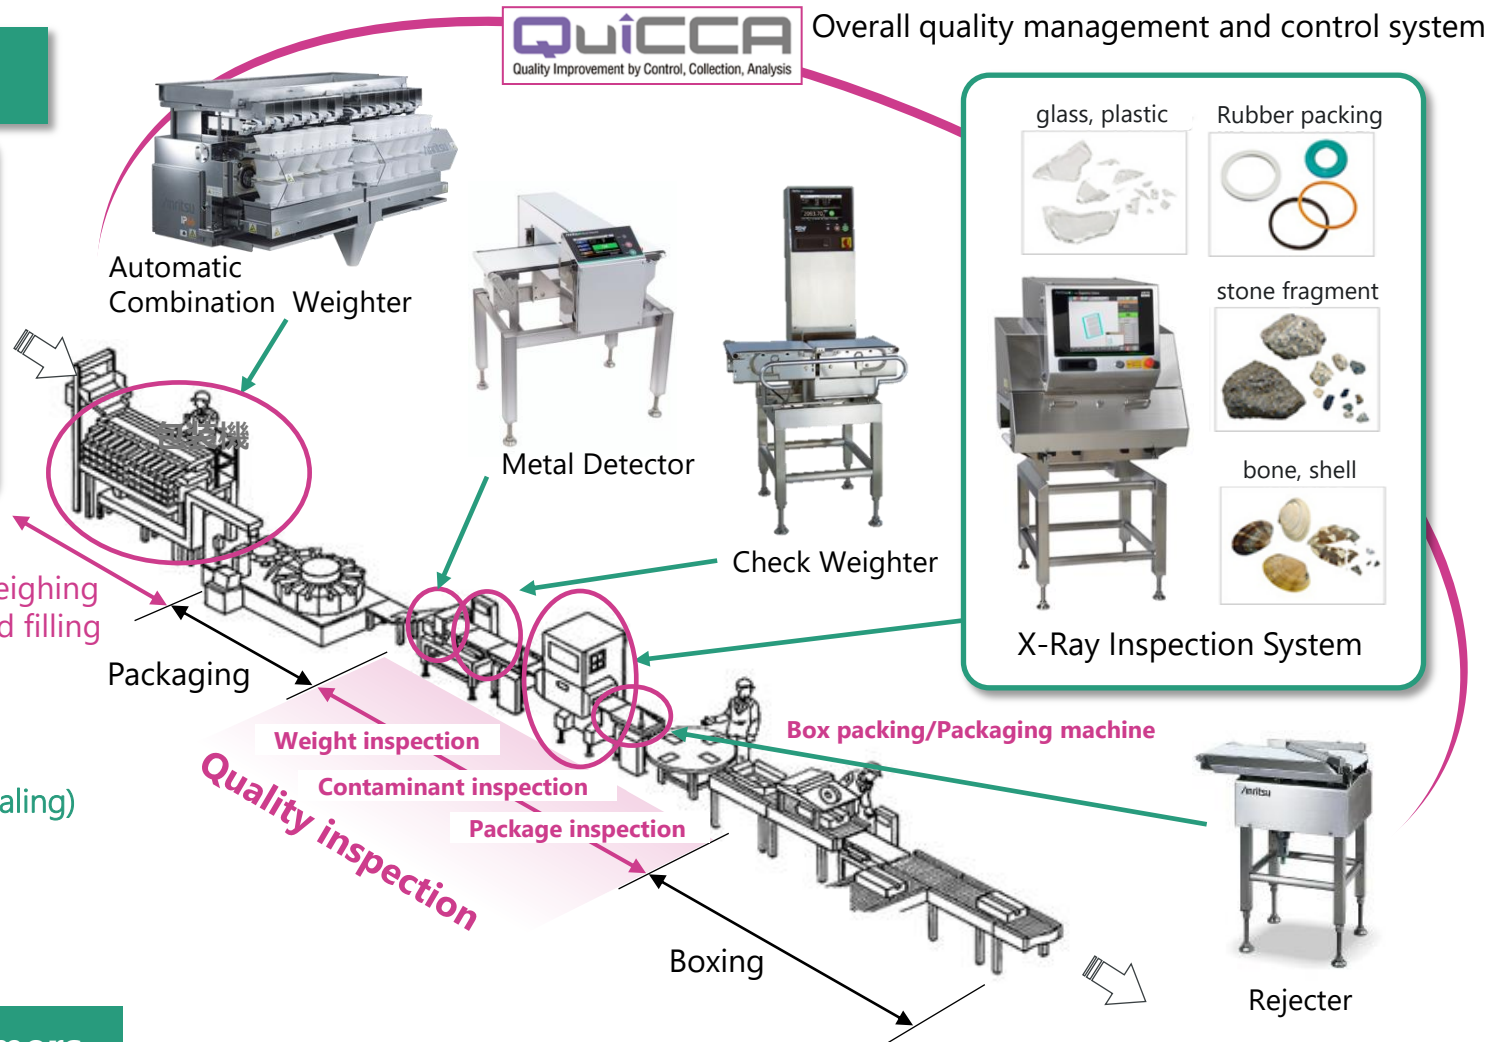 QUiCCA
Quality Improvement by Control, Collection, Analysis
Overall quality management and control system
glass, plastic
Rubber packing
stone fragment
bone, shell
X-Ray Inspection System
Automatic
Combination Weighter
Anritsu
Metal Detector
Check Weighter
eighing
d filling
Packaging
Weight inspection
Contaminant inspection
Package inspection
Quality inspection
Box packing/Packaging machine
aling)
Boxing
Anritsu
Rejecter